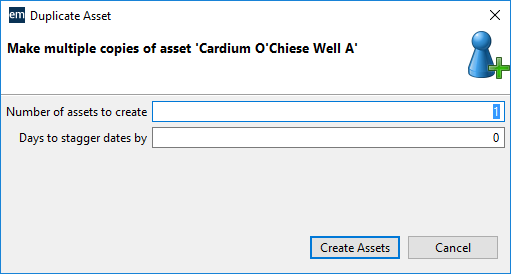 em Duplicate Asset
Make multiple copies of asset 'Cardium O'Chiese Well A'
Number of assets to create 1
Days to stagger dates by 0
Create Assets Cancel